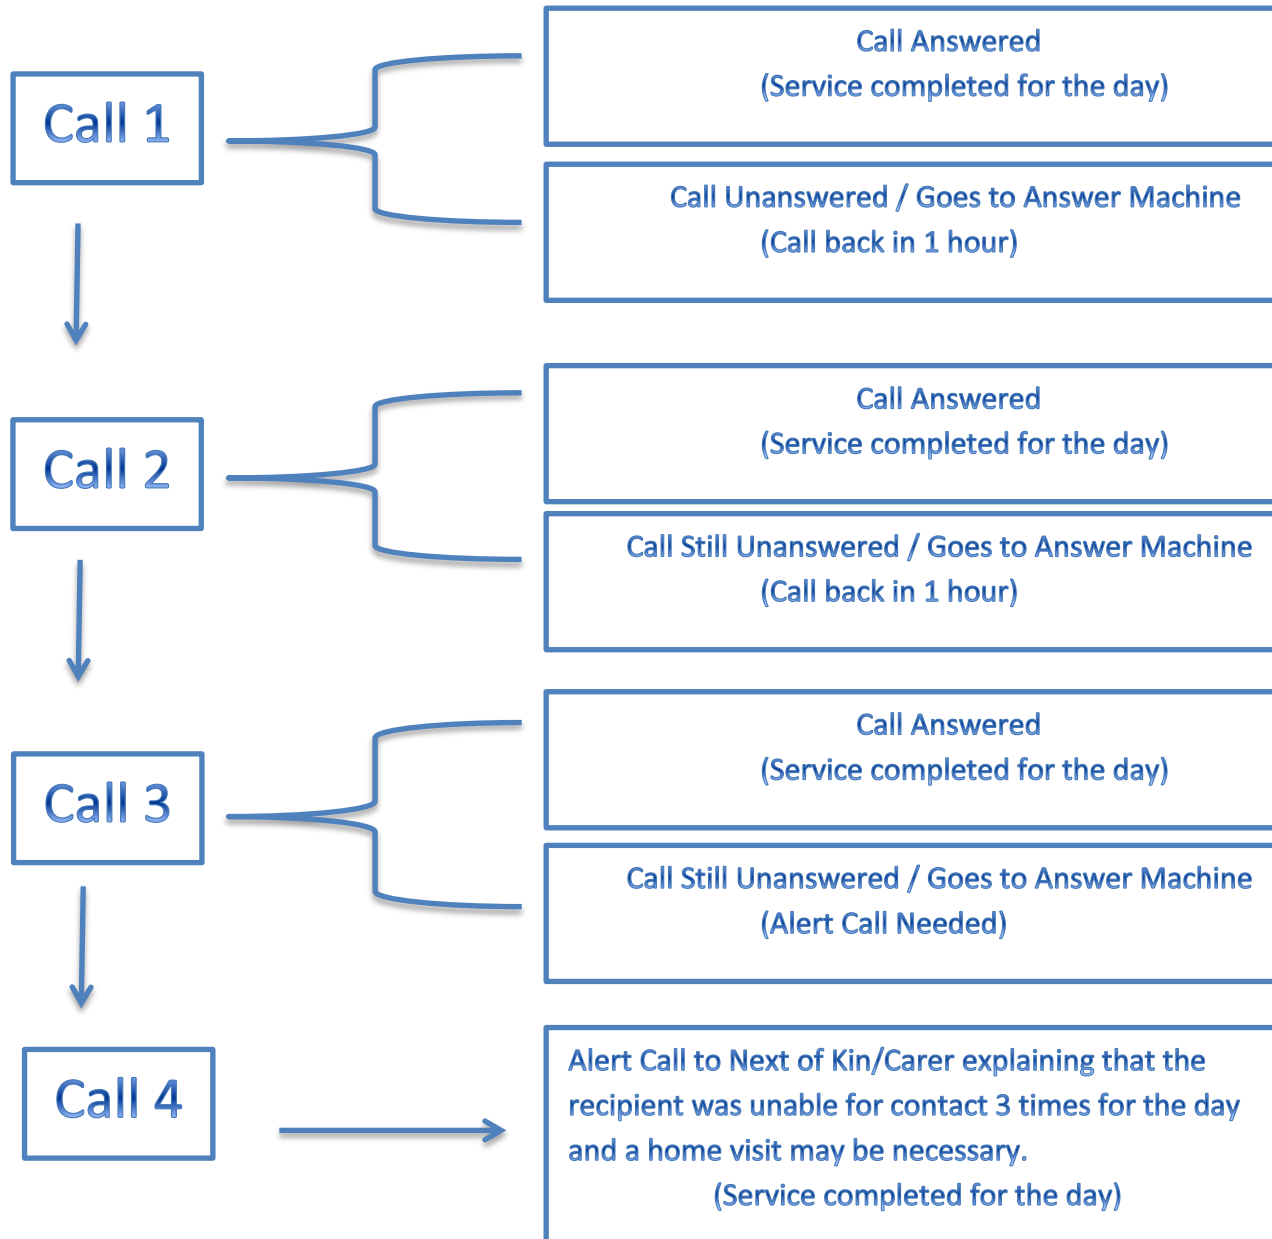 Call 1
Call Answered
(Service completed for the day)
Call Unanswered / Goes to Answer Machine
(Call back in 1 hour)
Call 2
Call Answered
(Service completed for the day)
Call Still Unanswered / Goes to Answer Machine
(Call back in 1 hour)
Call 3
Call Answered
(Service completed for the day)
Call Still Unanswered / Goes to Answer Machine
(Alert Call Needed)
Call 4
Alert Call to Next of Kin/Carer explaining that the
recipient was unable for contact 3 times for the day
and a home visit may be necessary.
(Service completed for the day)